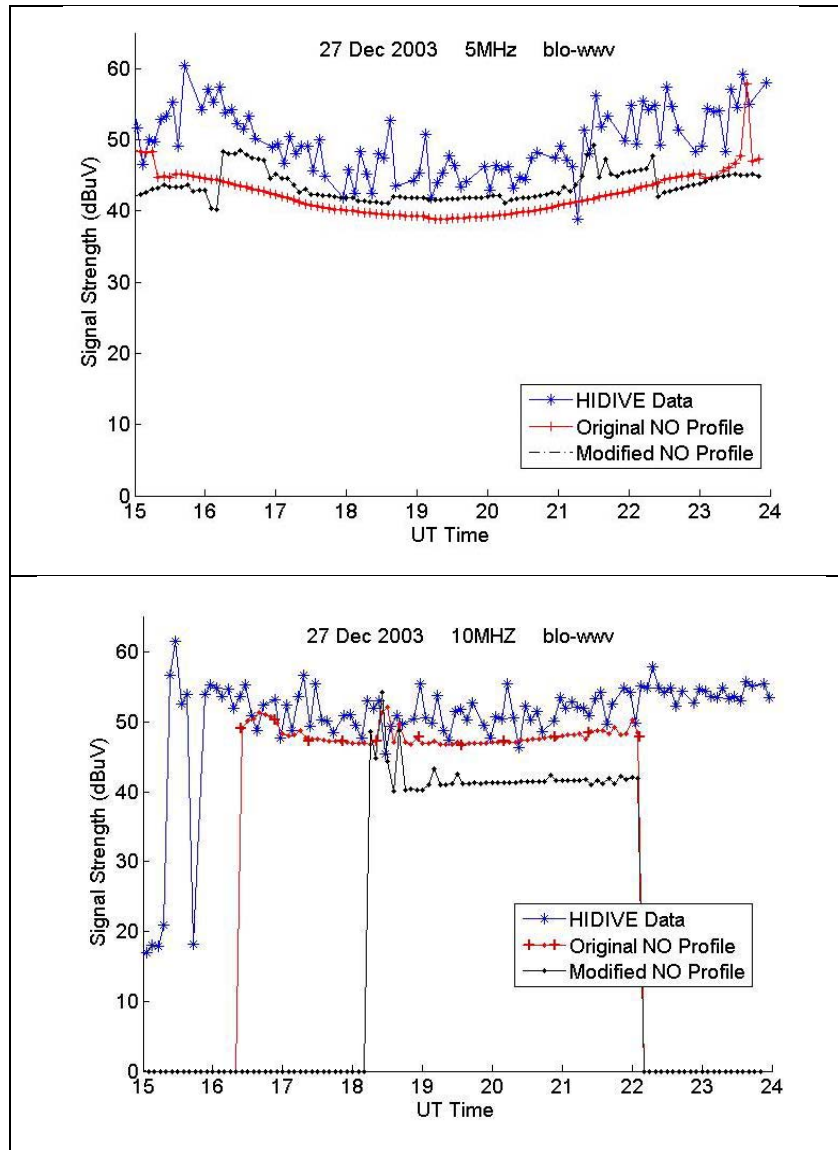 27 Dec 2003 5MHz blo-wwv
60
50
40
30
20
10
0
Signal Strength (dBuV)
HIDIVE Data
Original NO Profile
Modified NO Profile
15 16 17 18 19 20 21 22 23 24
UT Time
27 Dec 2003 10MHZ blo-wwv
60
50
40
30
20
10
0
Signal Strength (dBuV)
HIDIVE Data
Original NO Profile
Modified NO Profile
15 16 17 18 19 20 21 22 23 24
UT Time